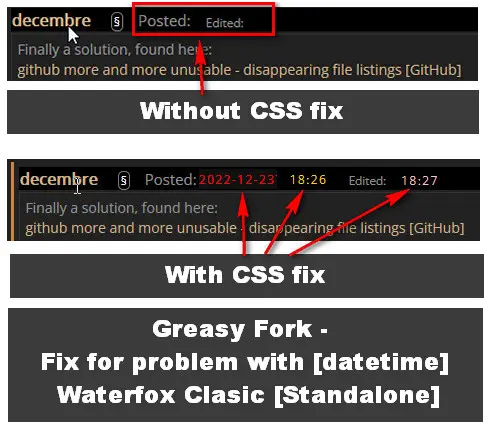 decembre § Posted: Edited:
Finally a solution, found here:
github more and more unusable - disappearing file listings [GitHub]
Without CSS fix
decembre § Posted: 2022-12-23T 18:26 Edited: 18:27
Finally a solution, found here:
github more and more unusable - disappearing file listings [GitHub]
With CSS fix
Greasy Fork -
Fix for problem with [datetime]
Waterfox Clasic [Standalone]